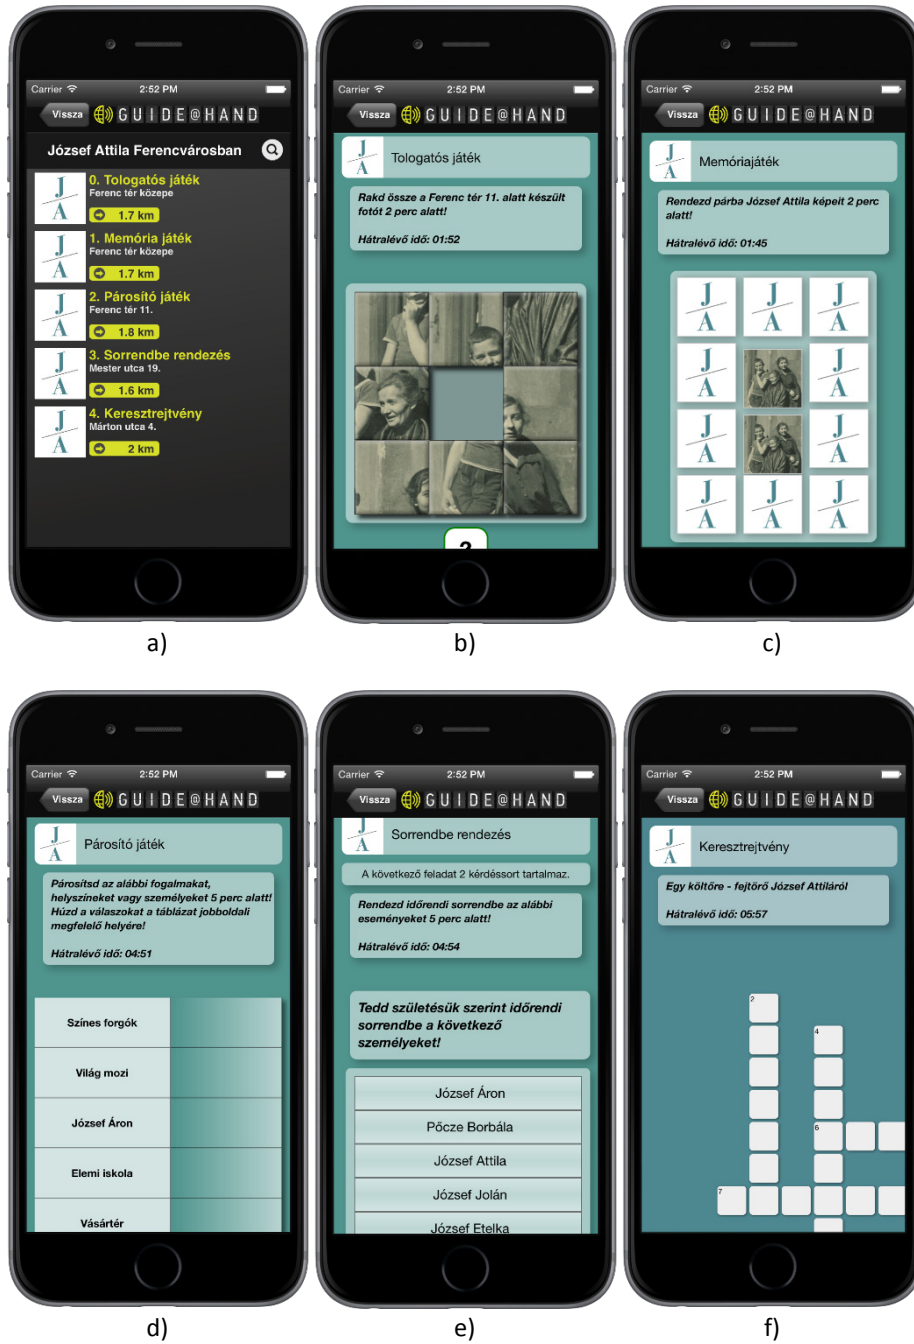 Carrier 2:52 PM
Vissza GUIDE@HAND
József Attila Ferencvárosban
J A 0. Tologatós játék
Ferenc tér közepe
1.7 km
J A 1. Memória játék
Ferenc tér közepe
1.7 km
J A 2. Párosító játék
Ferenc tér 11.
1.8 km
J A 3. Sorrendbe rendezés
Mester utca 19.
1.6 km
J A 4. Keresztrejtvény
Márton utca 4.
2 km
a)
Carrier 2:52 PM
Vissza GUIDE@HAND
J A Tologatós játék
Rakd össze a Ferenc tér 11. alatt készült
fotót 2 perc alatt!
Hátralévő idő: 01:52
b)
Carrier 2:52 PM
Vissza GUIDE@HAND
J A Memóriajáték
Rendezd párba József Attila képeit 2 perc
alatt!
Hátralévő idő: 01:45
J A J A J A
J A J A
J A J A
J A J A J A
c)
Carrier 2:52 PM
Vissza GUIDE@HAND
J A Párosító játék
Párosítsd az alábbi fogalmakat,
helyszíneket vagy személyeket 5 perc alatt!
Húzd a válaszokat a táblázat jobboldali
megfelelő helyére!
Hátralévő idő: 04:51
Színes forgók
Világ mozi
József Áron
Elemi iskola
Vásártér
d)
Carrier 2:52 PM
Vissza GUIDE@HAND
J A Sorrendbe rendezés
A következő feladat 2 kérdéssort tartalmaz.
Rendezd időrendi sorrendbe az alábbi
eseményeket 5 perc alatt!
Hátralévő idő: 04:54
Tedd születésük szerint időrendi
sorrendbe a következő
személyeket!
József Áron
Pőcze Borbála
József Attila
József Jolán
József Etelka
e)
Carrier 2:52 PM
Vissza GUIDE@HAND
J A Keresztrejtvény
Egy költőre - fejtörő József Attiláról
Hátralévő idő: 05:57
2
4
6
7
f)